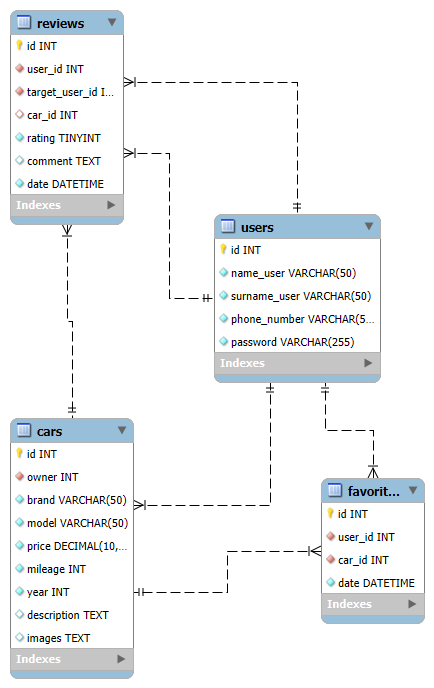 reviews
id INT
user_id INT
target_user_id I...
car_id INT
rating TINYINT
comment TEXT
date DATETIME
Indexes
users
id INT
name_user VARCHAR(50)
surname_user VARCHAR(50)
phone_number VARCHAR(5...
password VARCHAR(255)
Indexes
cars
id INT
owner INT
brand VARCHAR(50)
model VARCHAR(50)
price DECIMAL(10,...
mileage INT
year INT
description TEXT
images TEXT
Indexes
favorit...
id INT
user_id INT
car_id INT
date DATETIME
Indexes